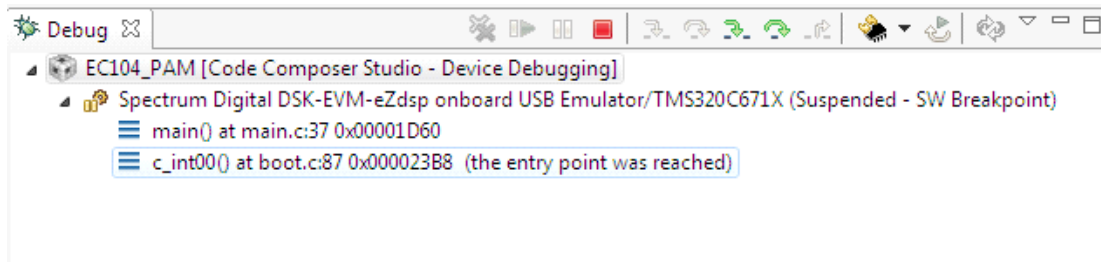 Debug
EC104_PAM [Code Composer Studio - Device Debugging]
Spectrum Digital DSK-EVM-eZdsp onboard USB Emulator/TMS320C671X (Suspended - SW Breakpoint)
main() at main.c:37 0x00001D60
c_int00() at boot.c:87 0x000023B8 (the entry point was reached)